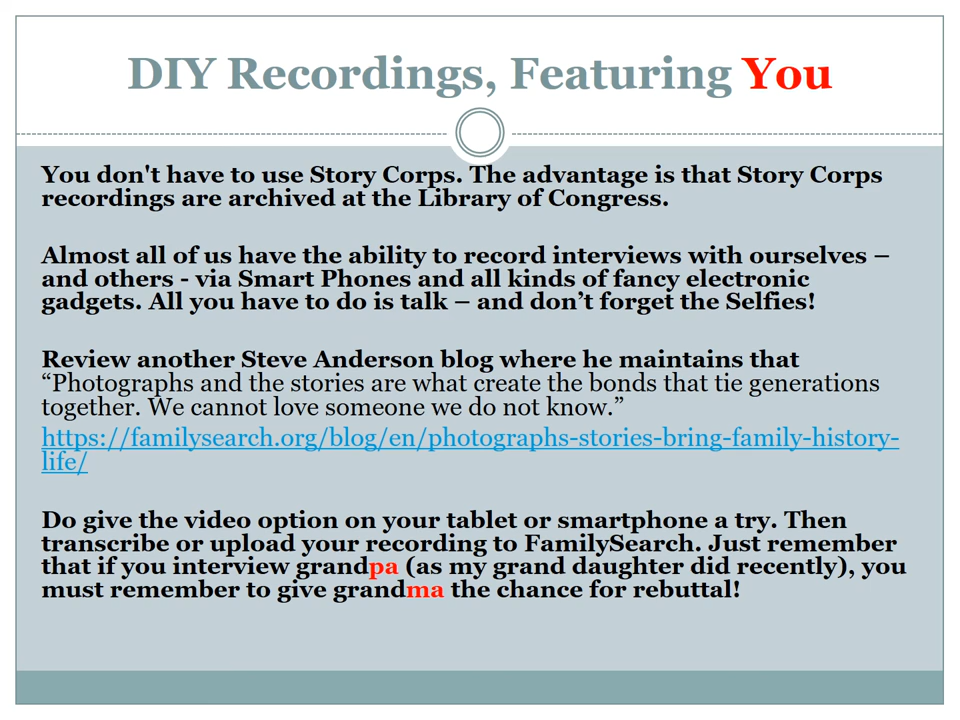 DIY Recordings, Featuring You
You don't have to use Story Corps. The advantage is that Story Corps
recordings are archived at the Library of Congress.
Almost all of us have the ability to record interviews with ourselves –
and others - via Smart Phones and all kinds of fancy electronic
gadgets. All you have to do is talk – and don’t forget the Selfies!
Review another Steve Anderson blog where he maintains that
“Photographs and the stories are what create the bonds that tie generations
together. We cannot love someone we do not know.”
https://familysearch.org/blog/en/photographs-stories-bring-family-history-
life/
Do give the video option on your tablet or smartphone a try. Then
transcribe or upload your recording to FamilySearch. Just remember
that if you interview grandpa (as my grand daughter did recently), you
must remember to give grandma the chance for rebuttal!